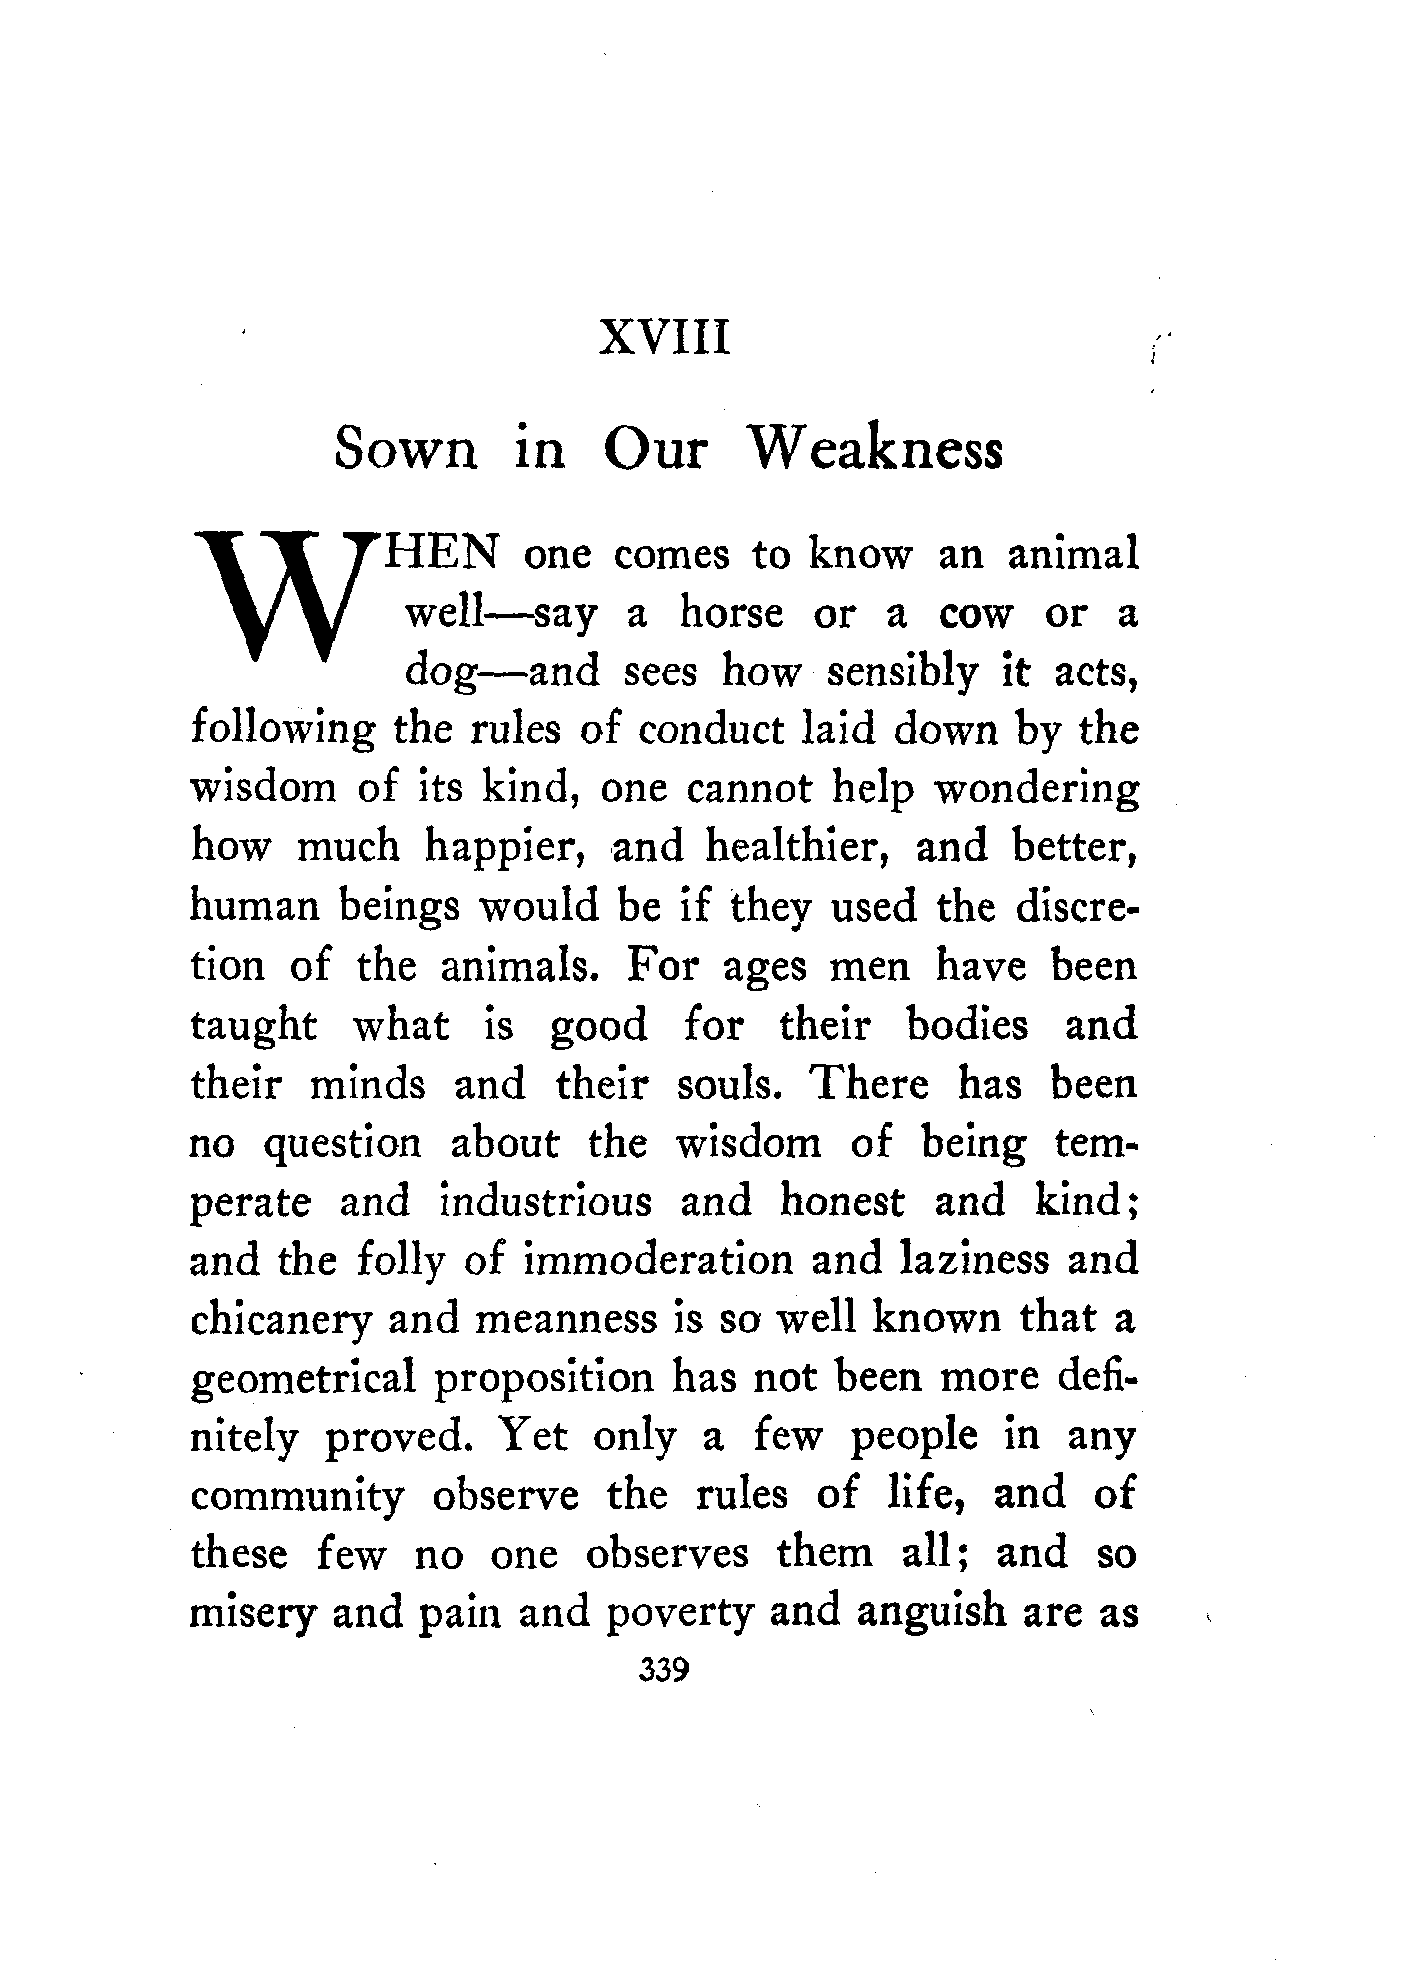 XVIII
Sown in Our Weakness
WHEN one comes to know an animal
well—say a horse or a cow or a
dog—and sees how sensibly it acts,
following the rules of conduct laid down by the
wisdom of its kind, one cannot help wondering
how much happier, and healthier, and better,
human beings would be if they used the discre-
tion of the animals. For ages men have been
taught what is good for their bodies and
their minds and their souls. There has been
no question about the wisdom of being tem-
perate and industrious and honest and kind;
and the folly of immoderation and laziness and
chicanery and meanness is so well known that a
geometrical proposition has not been more defi-
nitely proved. Yet only a few people in any
community observe the rules of life, and of
these few no one observes them all; and so
misery and pain and poverty and anguish are as
339